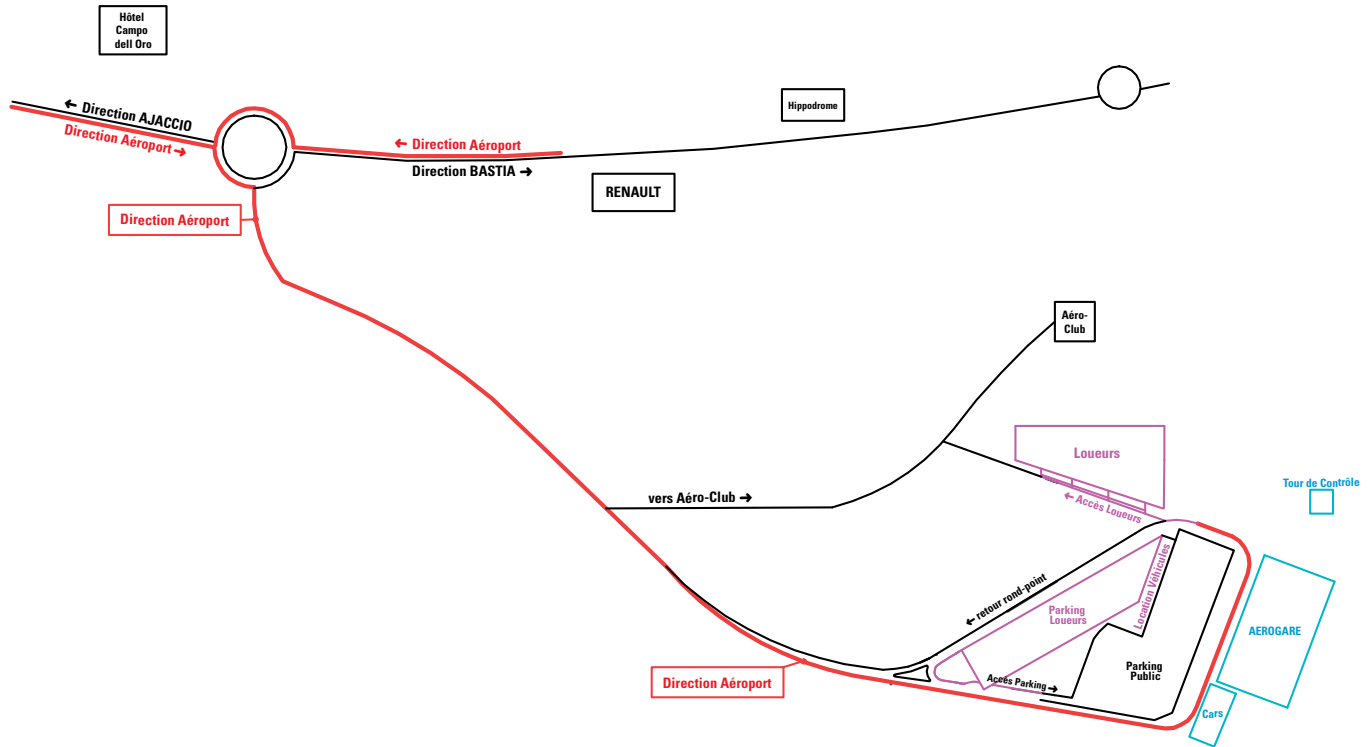 Hôtel
Campo
dell Oro
← Direction AJACCIO
Direction Aéroport →
Hippodrome
← Direction Aéroport
Direction BASTIA →
RENAULT
Direction Aéroport
Aéro-
Club
Loueurs
vers Aéro-Club →
← Accès Loueurs
Tour de Contrôle
← retour rond-point
Location Véhicules
Parking
Loueurs
AEROGARE
Parking
Public
Accès Parking →
Direction Aéroport
Cars